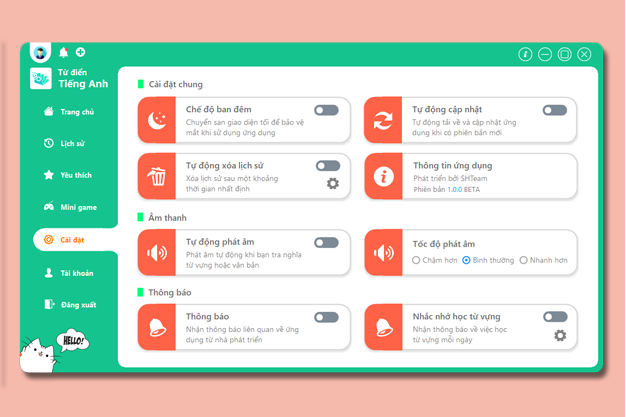 Từ điển
Tiếng Anh
Trang chủ
Lịch sử
Yêu thích
Mini game
Cài đặt
Tài khoản
Đăng xuất
HELLO!
Cài đặt chung
Chế độ ban đêm
Chuyển san giao diện tối để bảo vệ
mắt khi sử dụng ứng dụng
Tự động cập nhật
Tự động tải về và cập nhật ứng
dụng khi có phiên bản mới
Tự động xóa lịch sử
Xóa lịch sử sau một khoảng
thời gian nhất định
Thông tin ứng dụng
Phát triển bởi 5HTeam
Phiên bản 1.0.0 BETA
Âm thanh
Tự động phát âm
Phát âm tự động khi bạn tra nghĩa
từ vựng hoặc văn bản
Tốc độ phát âm
Chậm hơn
Bình thường
Nhanh hơn
Thông báo
Thông báo
Nhận thông báo liên quan về ứng
dụng từ nhà phát triển
Nhắc nhở học từ vựng
Nhận thông báo về việc học
từ vựng mỗi ngày